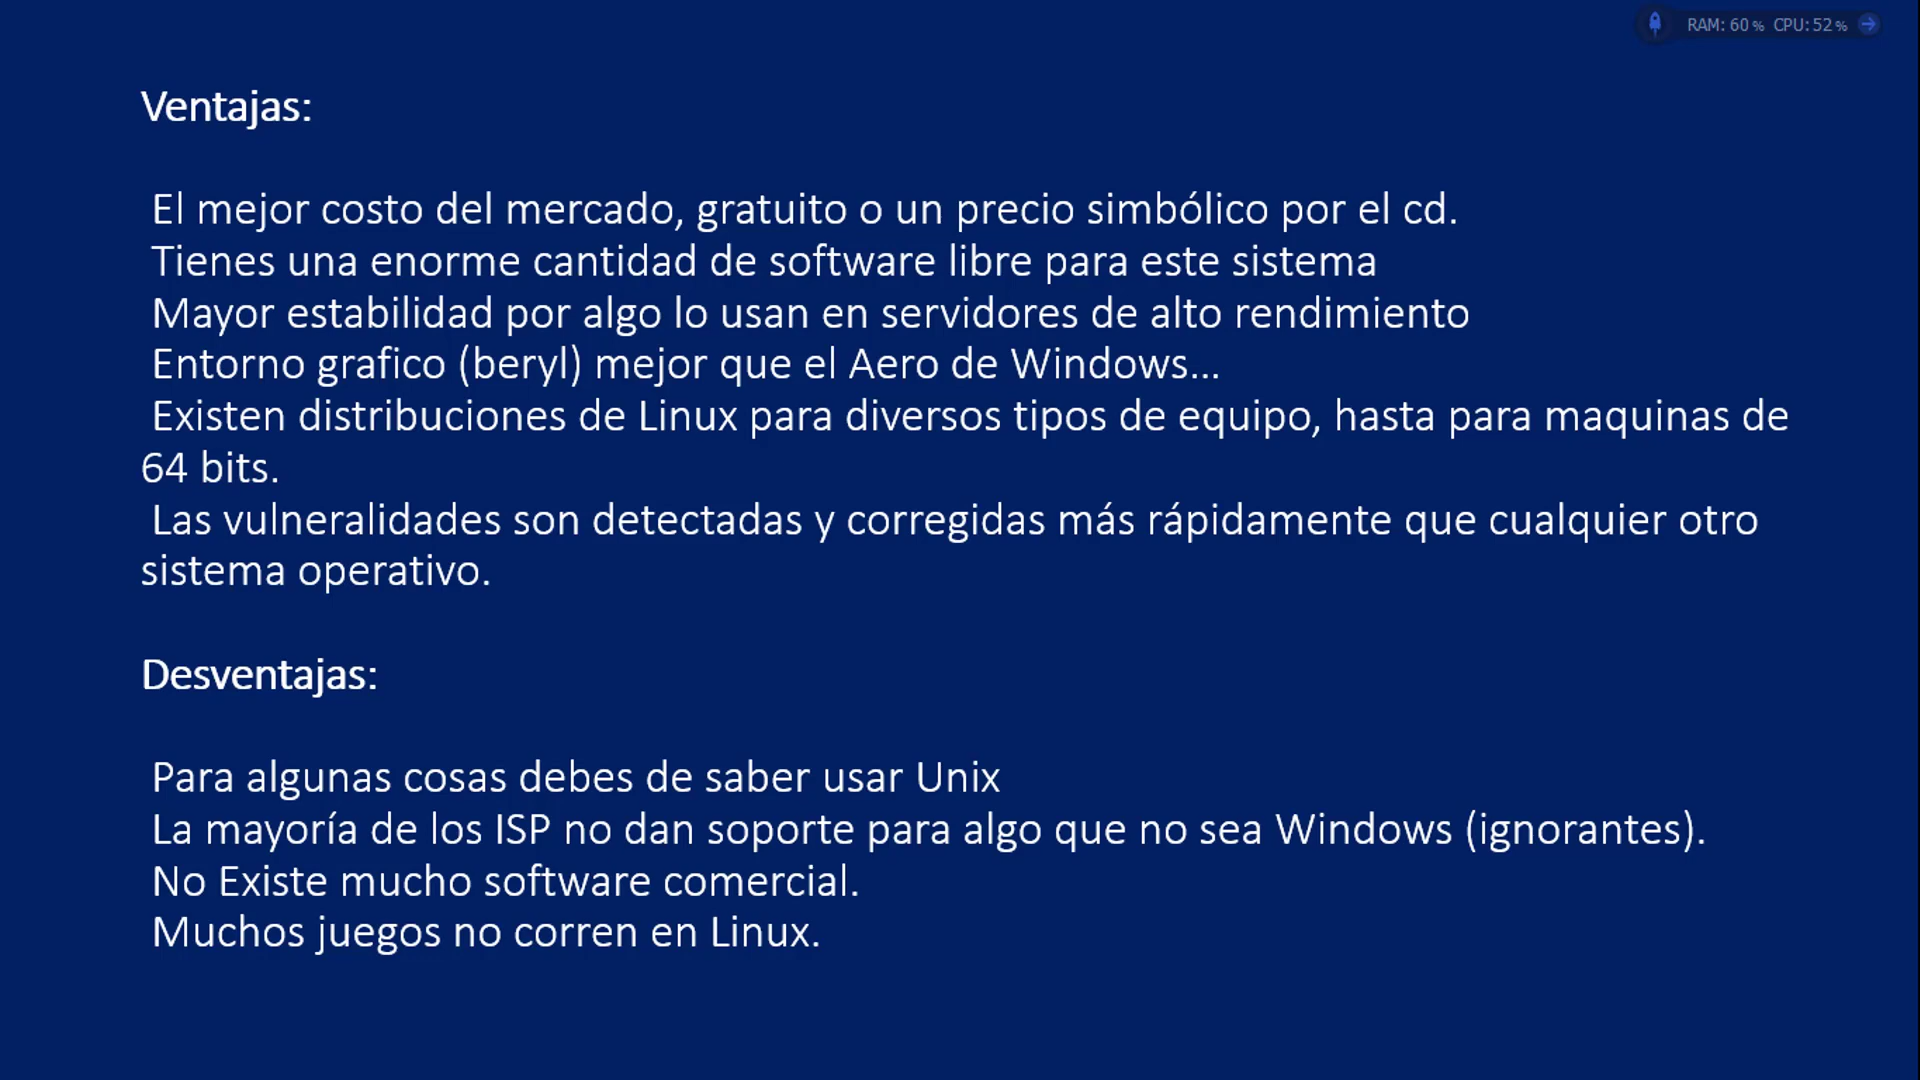 RAM: 60 % CPU: 52 %
Ventajas:
El mejor costo del mercado, gratuito o un precio simbólico por el cd.
Tienes una enorme cantidad de software libre para este sistema
Mayor estabilidad por algo lo usan en servidores de alto rendimiento
Entorno grafico (beryl) mejor que el Aero de Windows...
Existen distribuciones de Linux para diversos tipos de equipo, hasta para maquinas de
64 bits.
Las vulneralidades son detectadas y corregidas más rápidamente que cualquier otro
sistema operativo.
Desventajas:
Para algunas cosas debes de saber usar Unix
La mayoría de los ISP no dan soporte para algo que no sea Windows (ignorantes).
No Existe mucho software comercial.
Muchos juegos no corren en Linux.